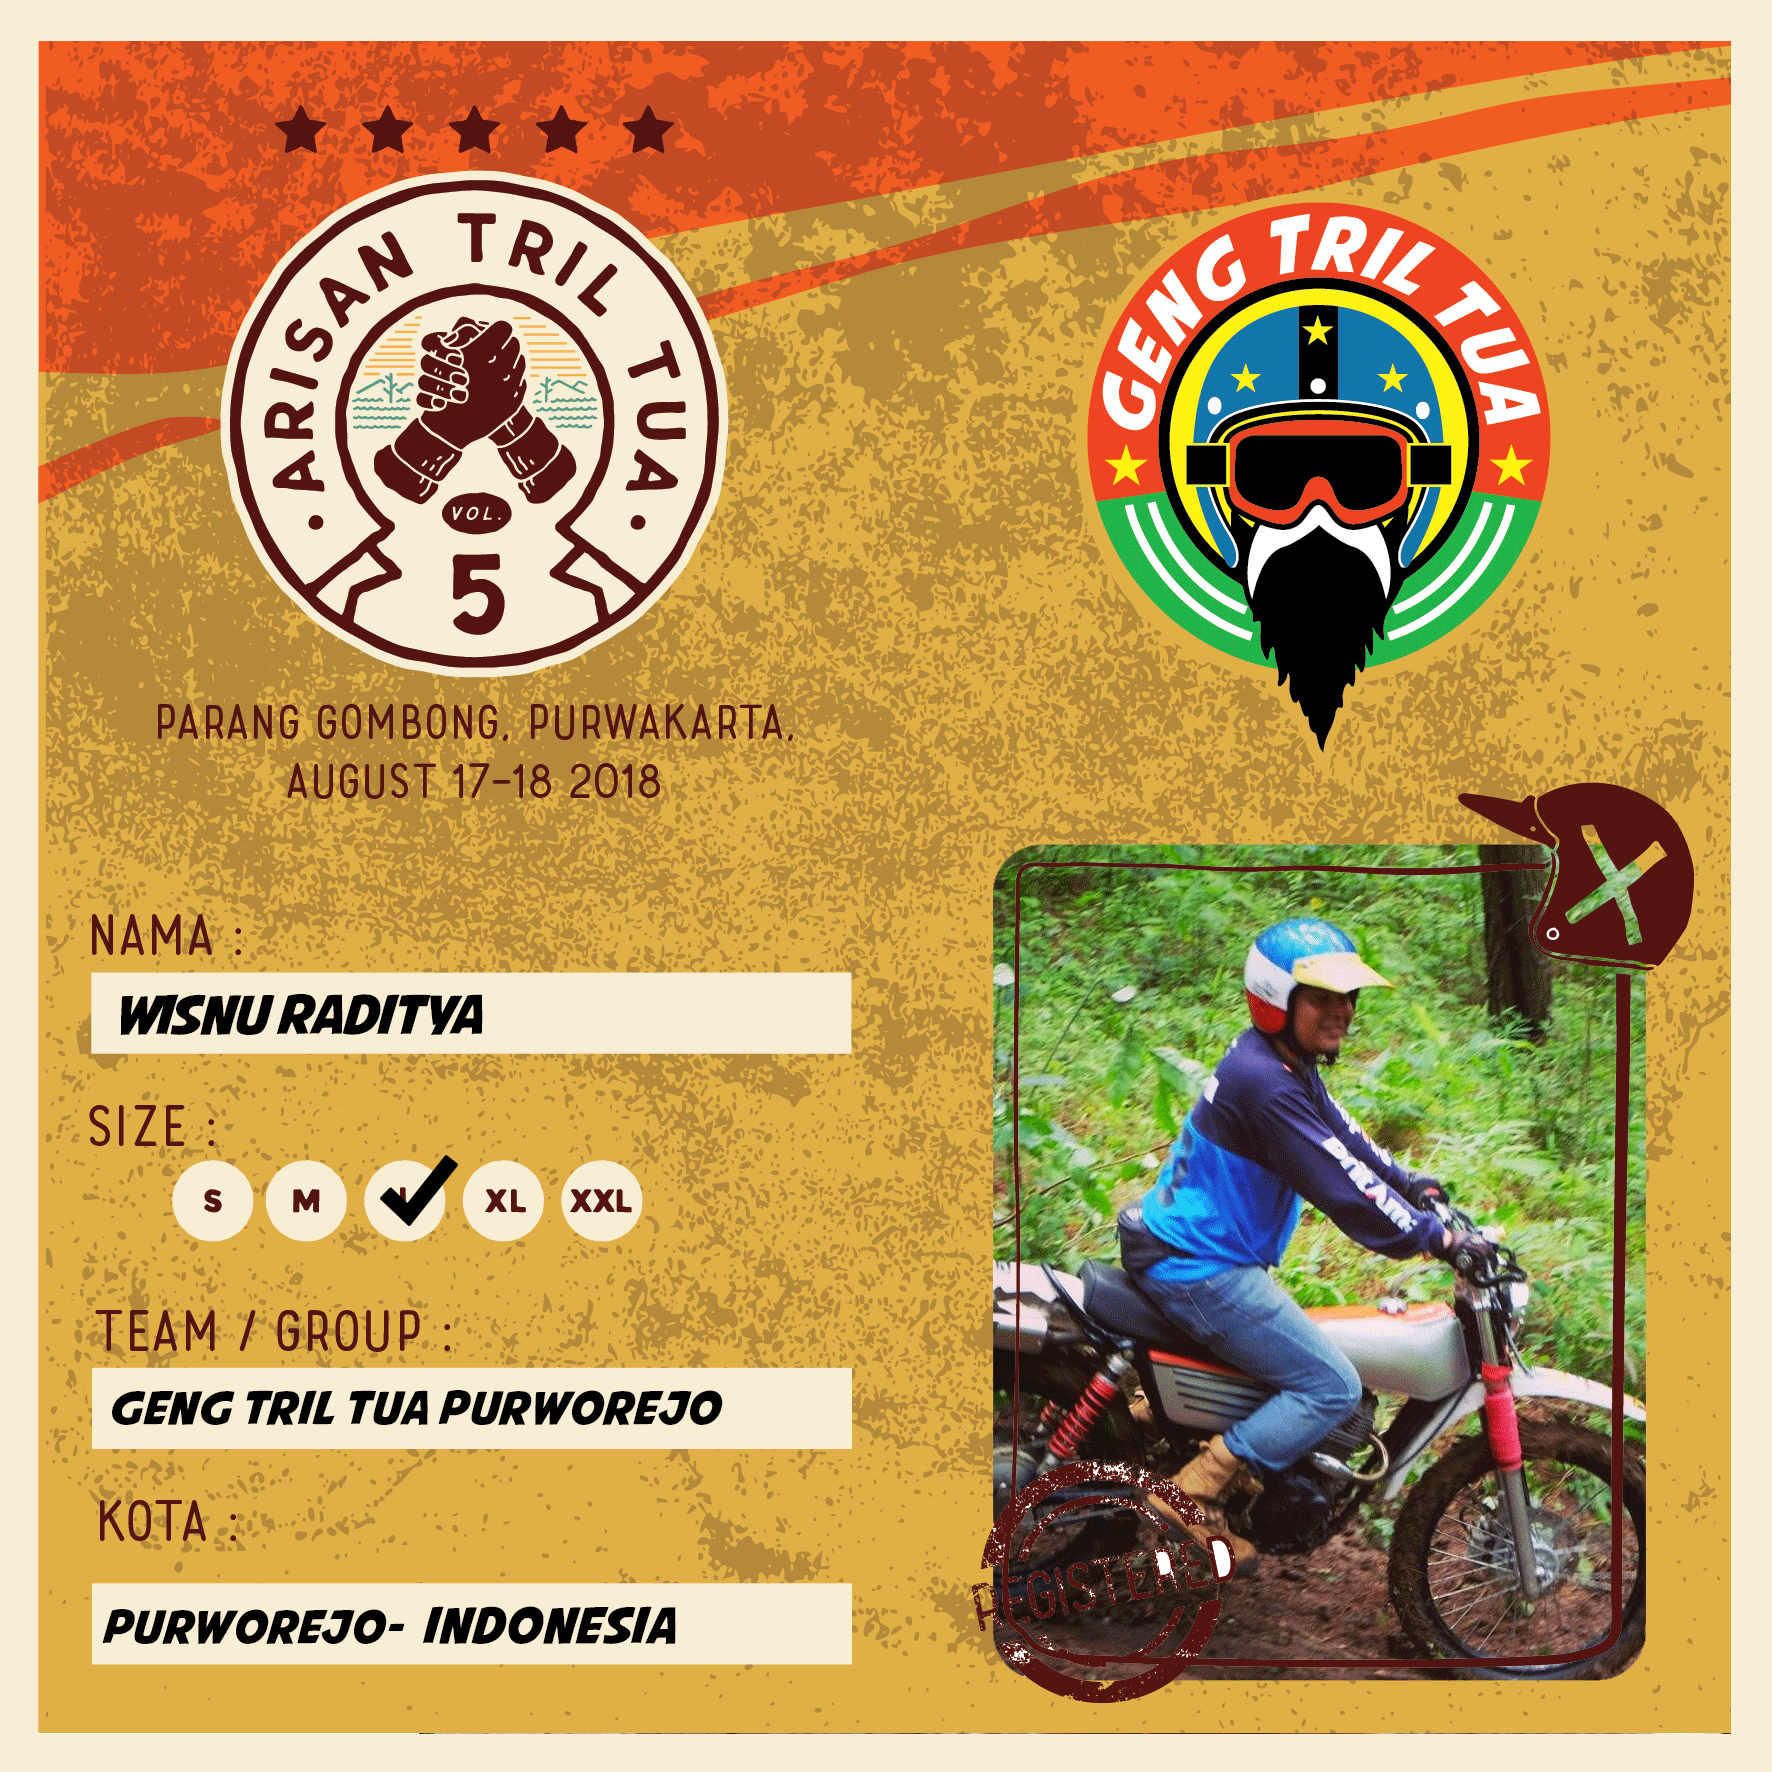 ARISAN TRIL TUA
VOL.
5
GENG TRIL TUA
PARANG GOMBONG, PURWAKARTA,
AUGUST 17-18 2018
NAMA :
WISNU RADITYA
SIZE :
S M L XL XXL
TEAM / GROUP :
GENG TRIL TUA PURWOREJO
KOTA :
PURWOREJO- INDONESIA
REGISTERED